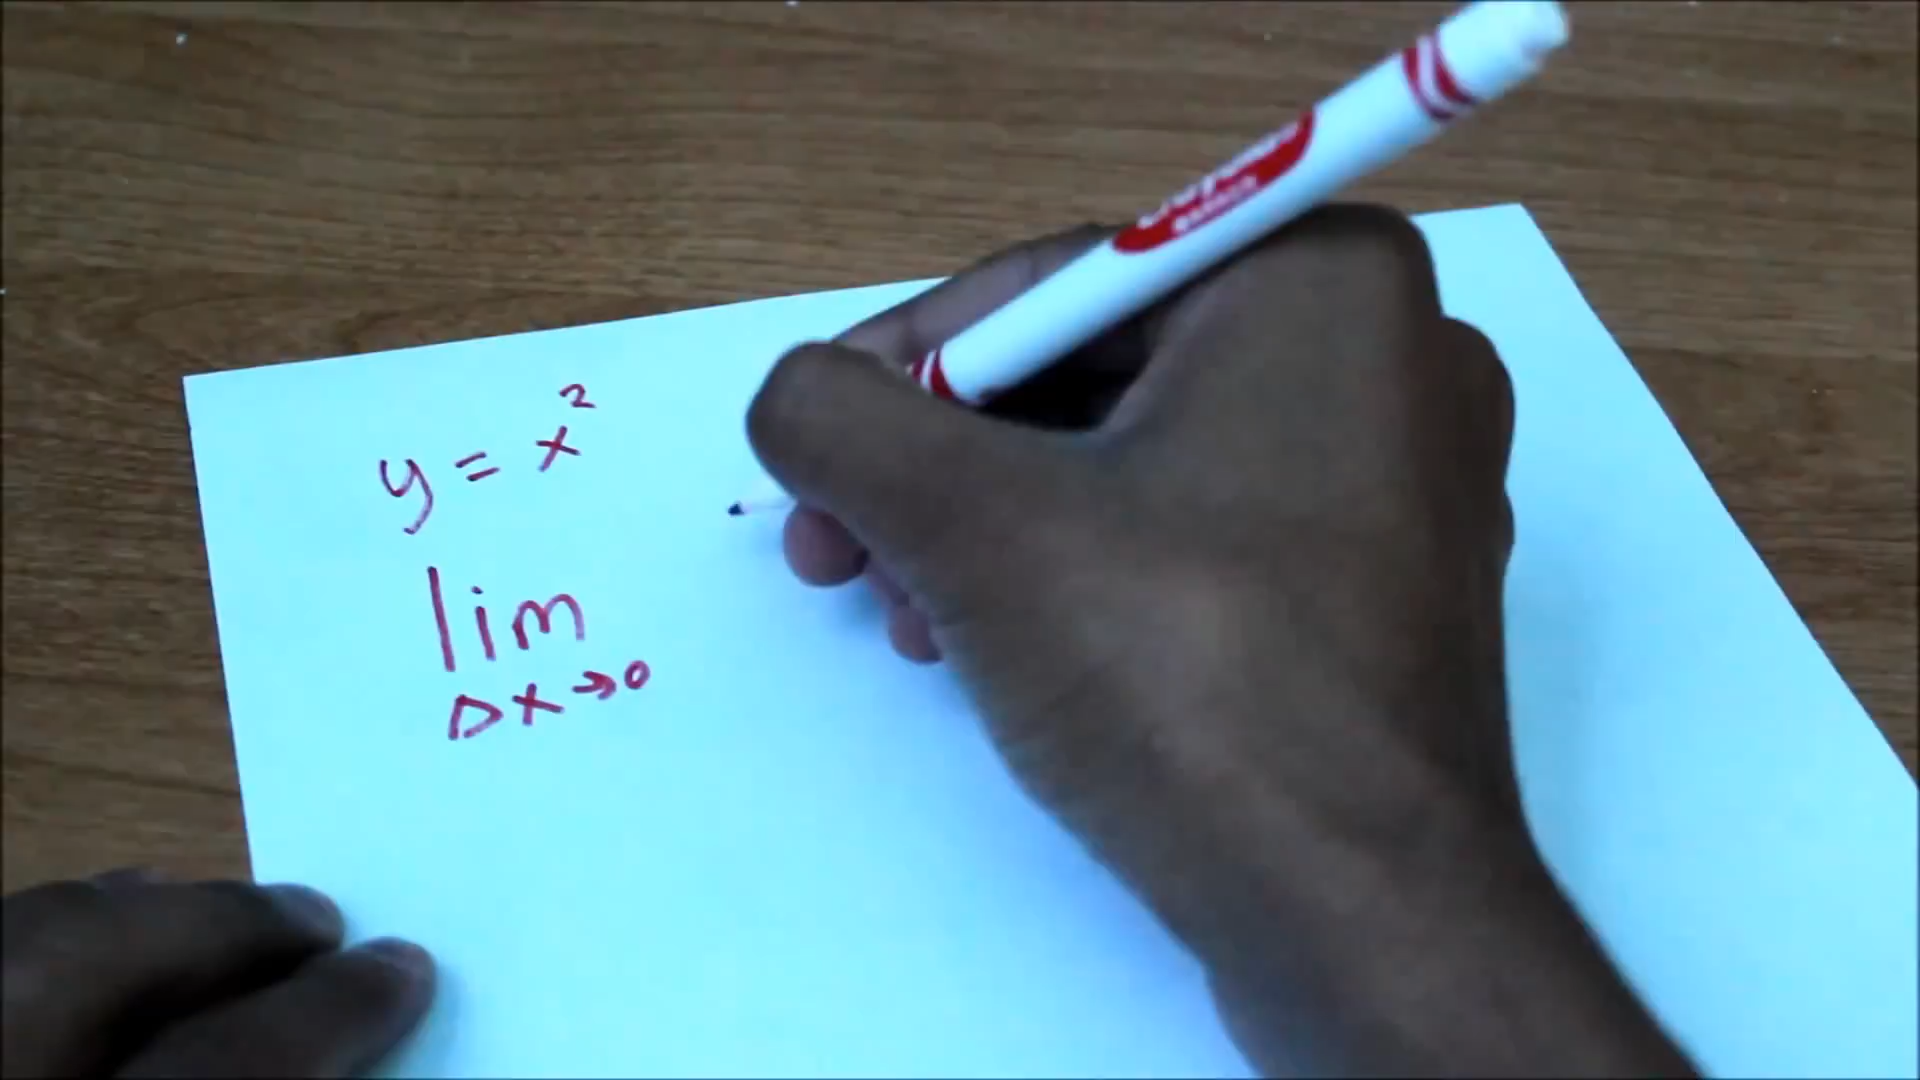 y = x²
lim
Δx→0